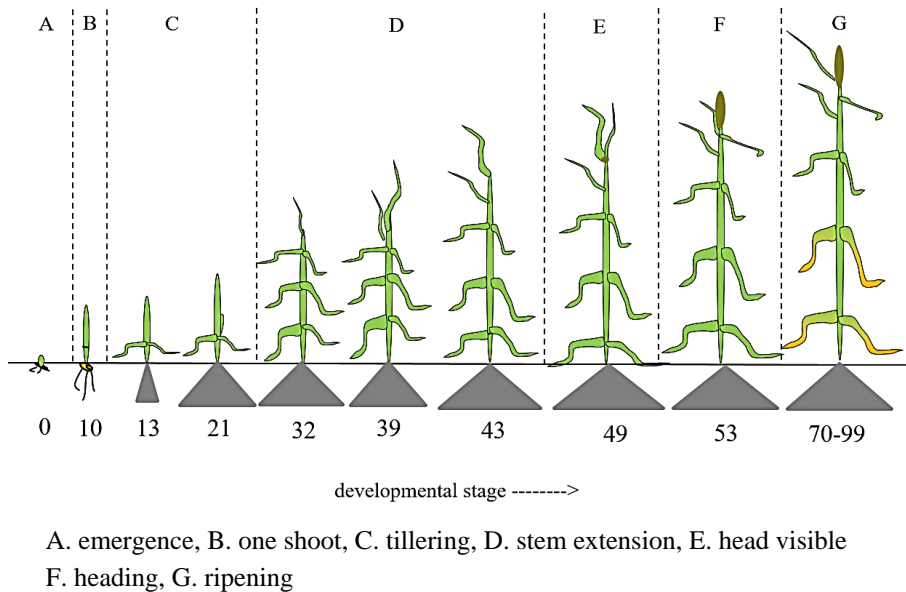 A B C D E F G
0 10 13 21 32 39 43 49 53 70-99
developmental stage -------->
A. emergence, B. one shoot, C. tillering, D. stem extension, E. head visible
F. heading, G. ripening